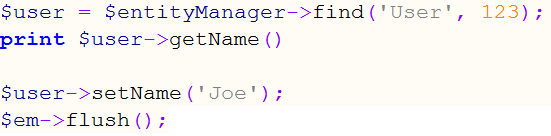 $user = $entityManager->find('User', 123);
print $user->getName()
$user->setName('Joe');
$em->flush();